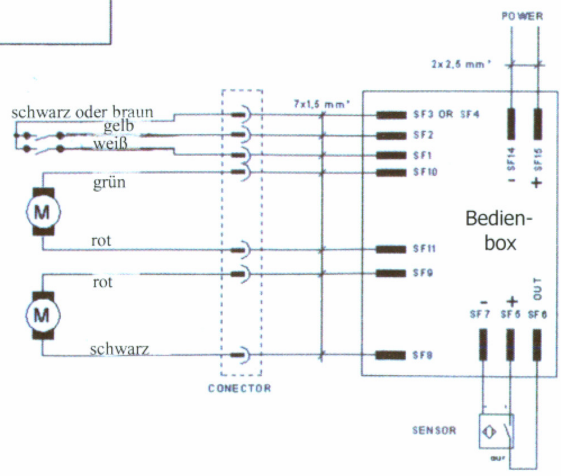 POWER
2x2,5 mm²
7x1,5 mm²
schwarz oder braun
SF3 OR SF4
gelb
SF2
weiß
SF1
SF10
grün
SF14
SF15
- +
M
Bedien-
box
rot
SF11
rot
SF9
OUT
- +
SF7 SF5 SF6
M
schwarz
SF8
CONECTOR
SENSOR